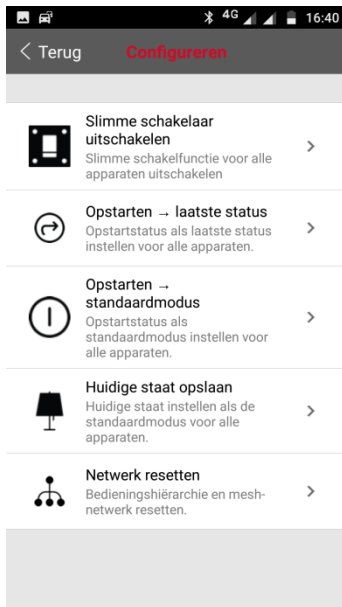 4G 16:40
Terug Configureren
Slimme schakelaar
uitschakelen
Slimme schakelfunctie voor alle
apparaten uitschakelen
Opstarten → laatste status
Opstartstatus als laatste status
instellen voor alle apparaten.
Opstarten →
standaardmodus
Opstartstatus als
standaardmodus instellen voor
alle apparaten.
Huidige staat opslaan
Huidige staat instellen als de
standaardmodus voor alle
apparaten.
Netwerk resetten
Bedieningshiërarchie en mesh-
netwerk resetten.